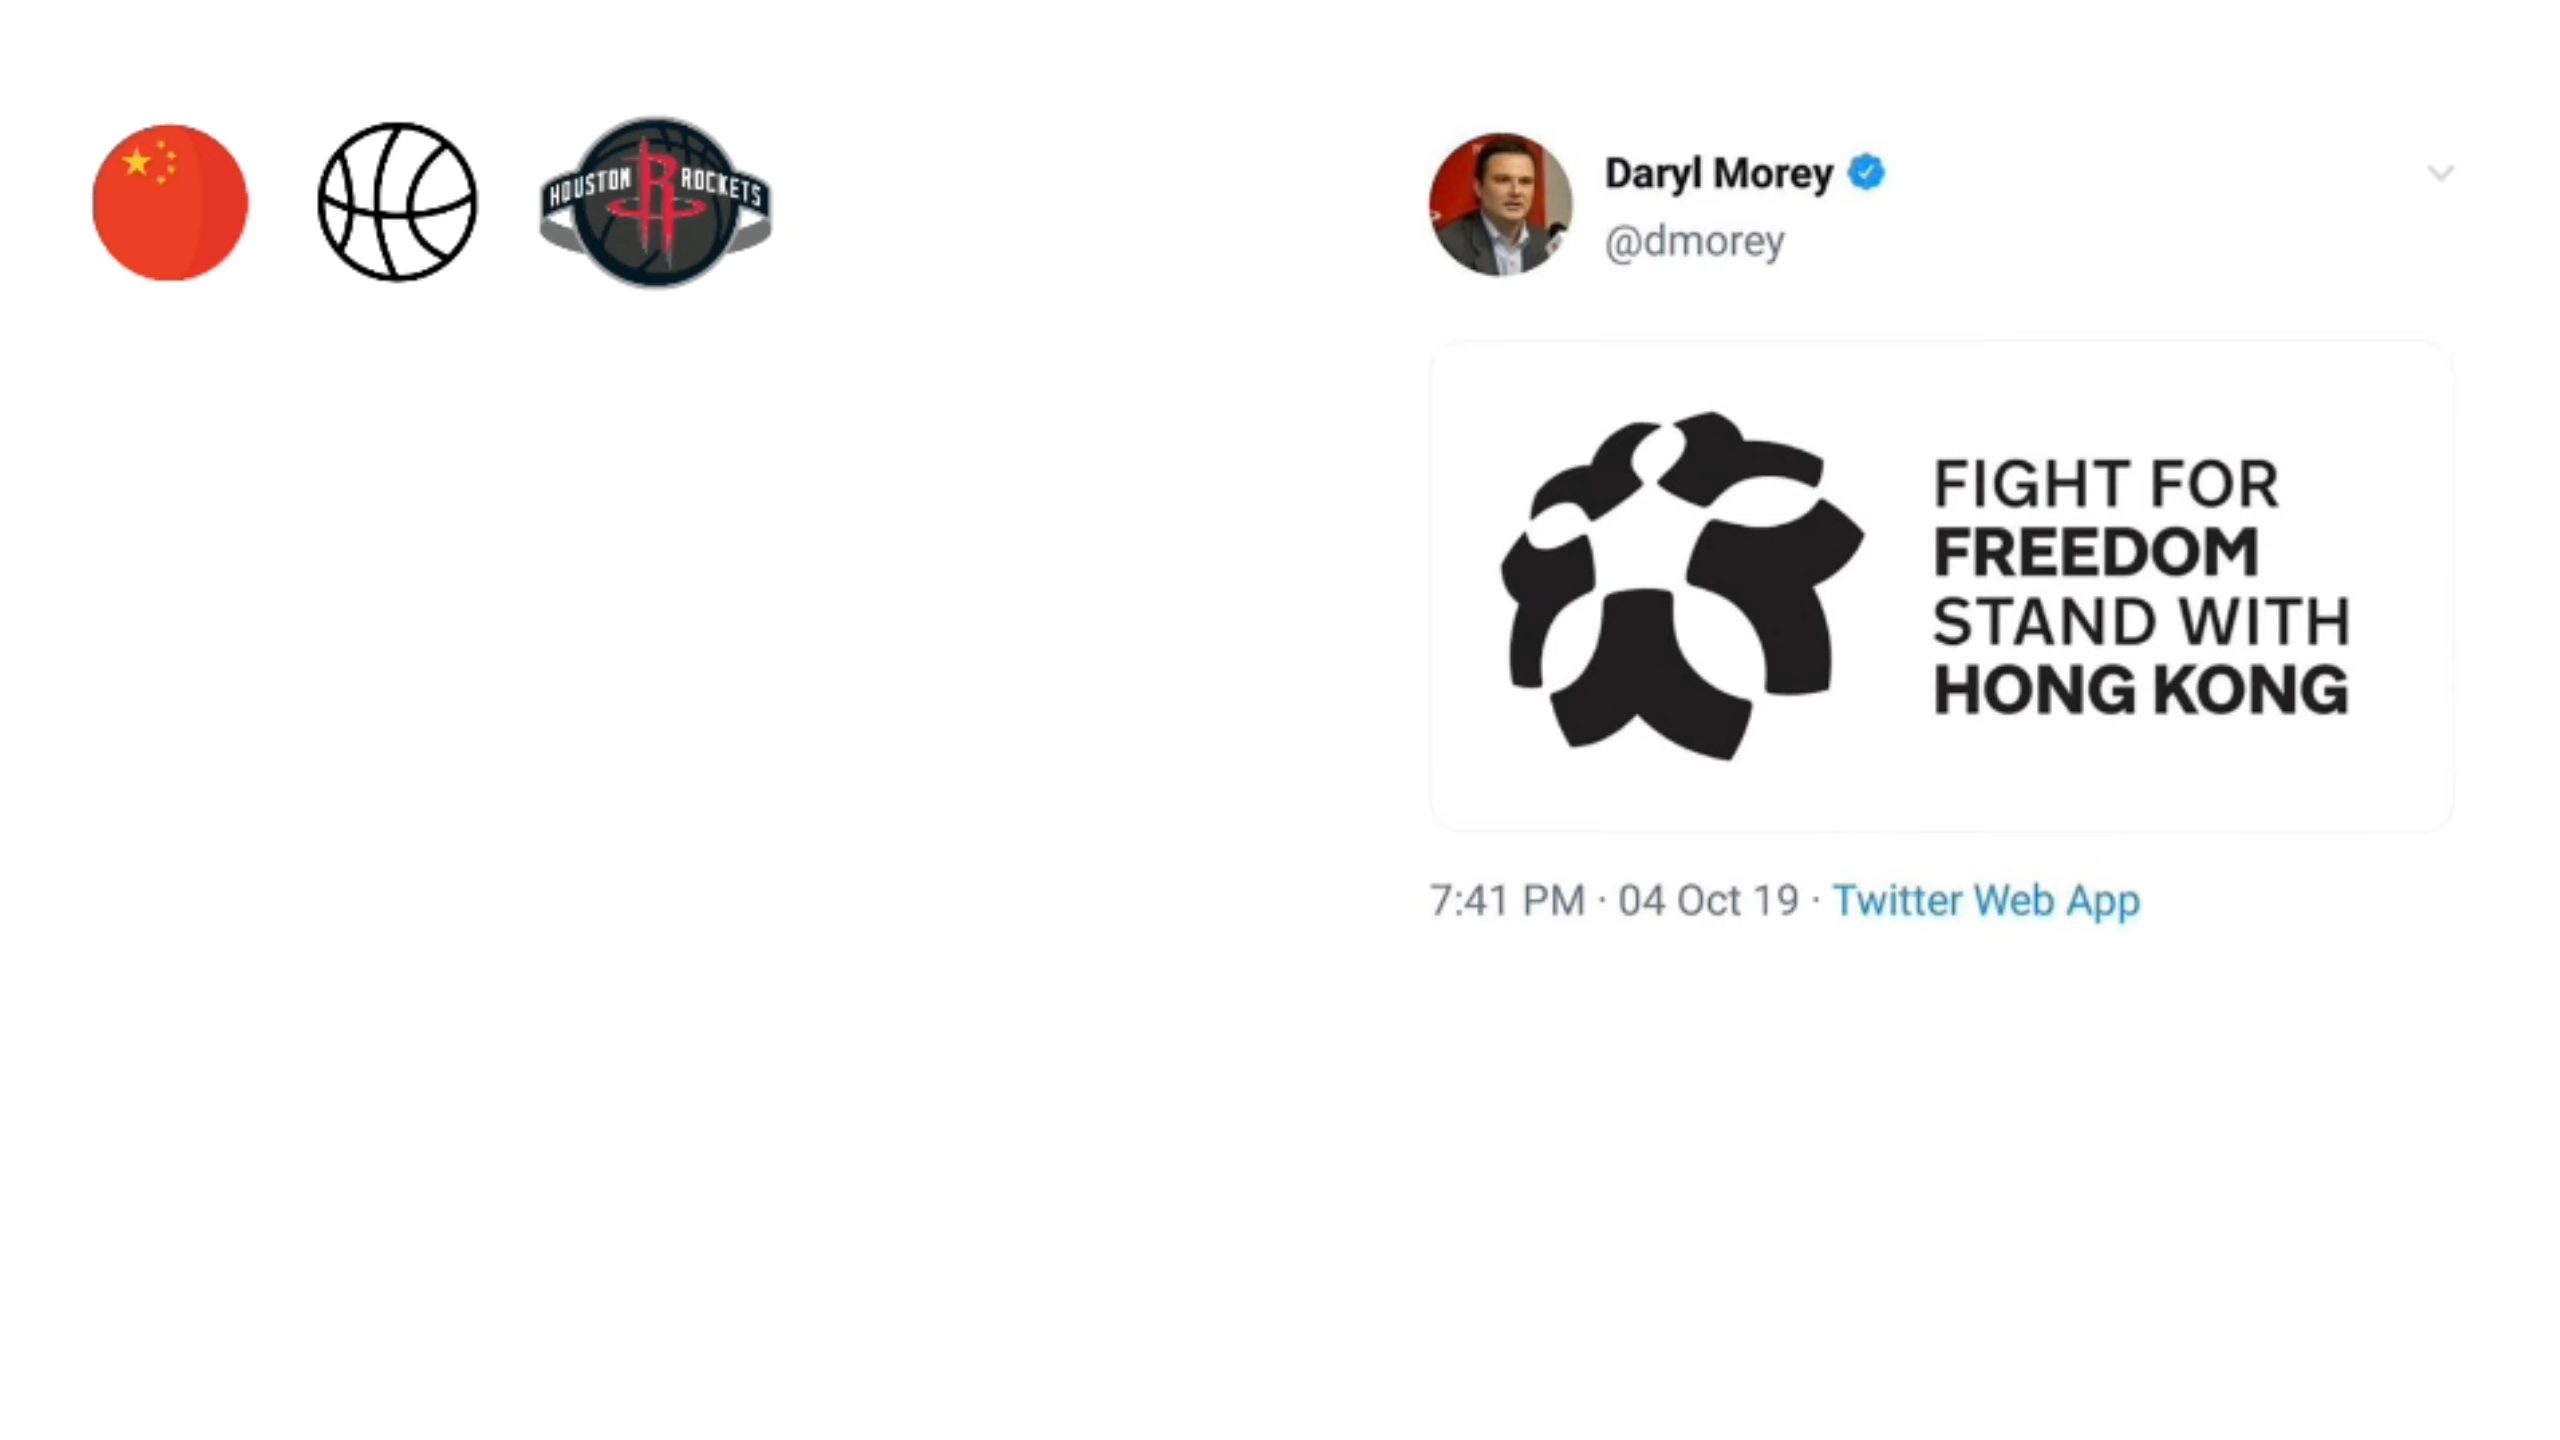 HOUSTON ROCKETS
Daryl Morey
@dmorey
FIGHT FOR
FREEDOM
STAND WITH
HONG KONG
7:41 PM · 04 Oct 19 · Twitter Web App